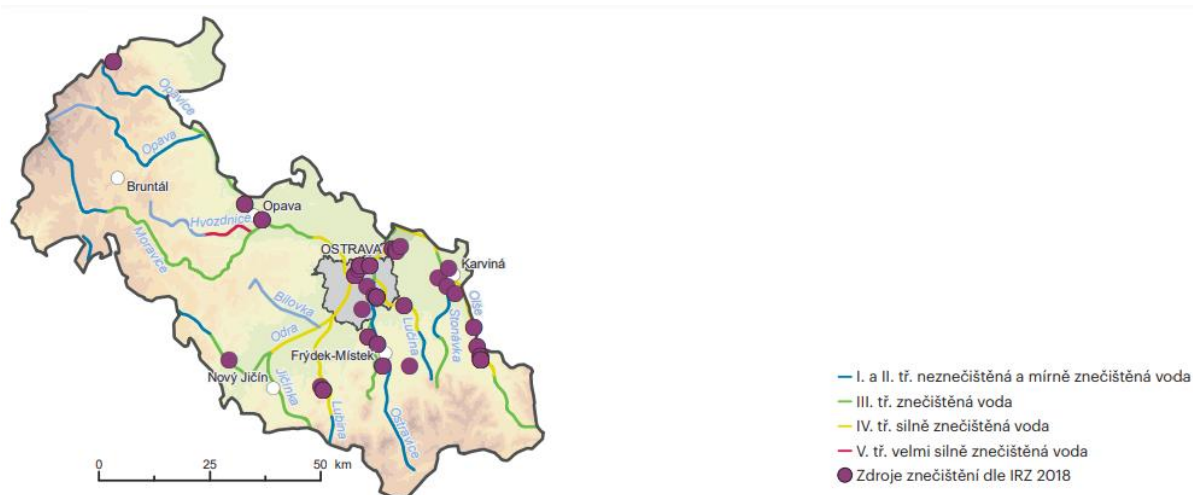 Opavice
Opava
Bruntál
Opava
Hvozdnice
Moravice
OSTRAVA
Karviná
Bílovka
Olše
Stonávka
Lučina
Odra
Frýdek-Místek
Nový Jičín
Jičínka
Lubina
Ostravice
0 25 50 km
I. a II. tř. neznečištěná a mírně znečištěná voda
III. tř. znečištěná voda
IV. tř. silně znečištěná voda
V. tř. velmi silně znečištěná voda
Zdroje znečištění dle IRZ 2018